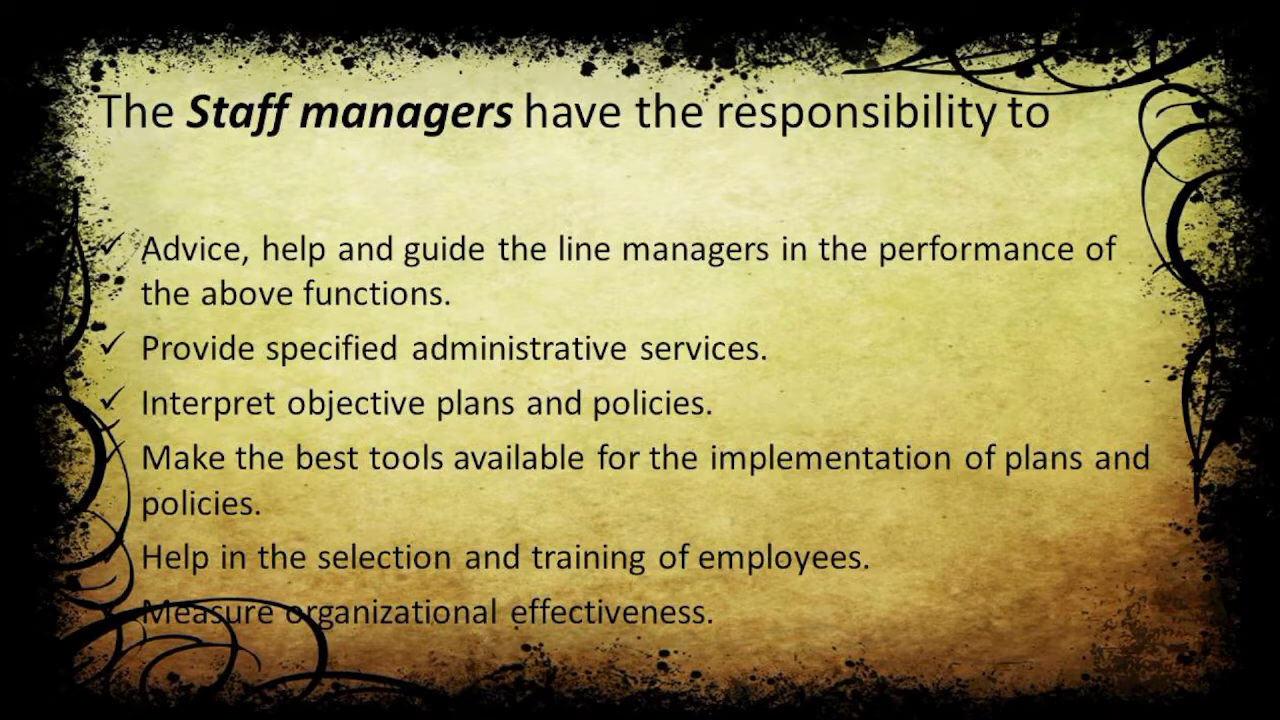 The Staff managers have the responsibility to
✓ Advice, help and guide the line managers in the performance of
the above functions.
✓ Provide specified administrative services.
✓ Interpret objective plans and policies.
✓ Make the best tools available for the implementation of plans and
policies.
✓ Help in the selection and training of employees.
✓ Measure organizational effectiveness.